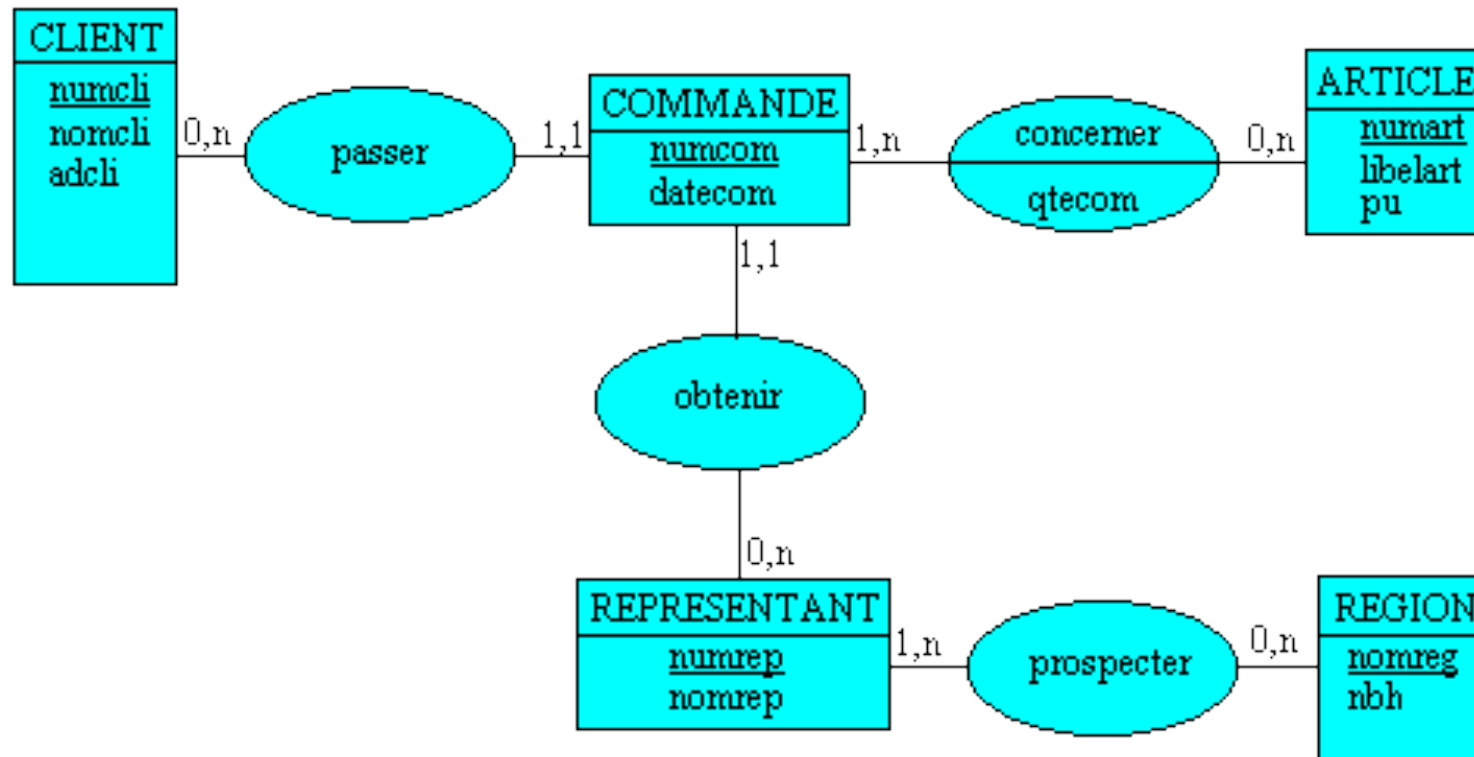 CLIENT
numcli
nomcli
adcli
0,n
passer
1,1
COMMANDE
numcom
datecom
1,n
concerner
qtecom
0,n
ARTICLE
numart
libelart
pu
1,1
obtenir
0,n
REPRESENTANT
numrep
nomrep
1,n
prospecter
0,n
REGION
nomreg
nbh